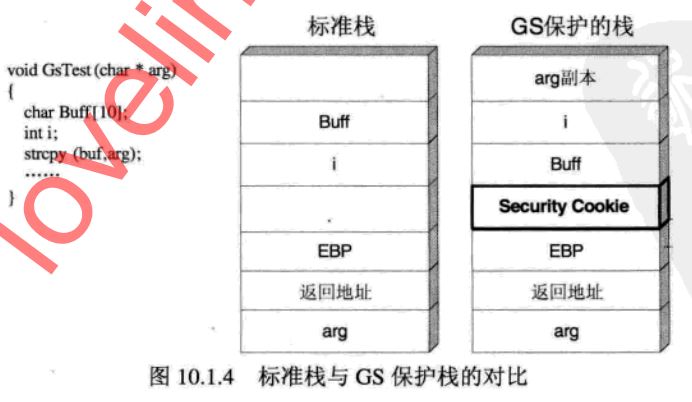 标准栈
GS保护的栈
void GsTest (char * arg)
{
char Buff[10];
int i;
strcpy (buf,arg);
……
}
Buff
i
EBP
返回地址
arg
arg副本
i
Buff
Security Cookie
EBP
返回地址
arg
图 10.1.4 标准栈与 GS 保护栈的对比
lovelin